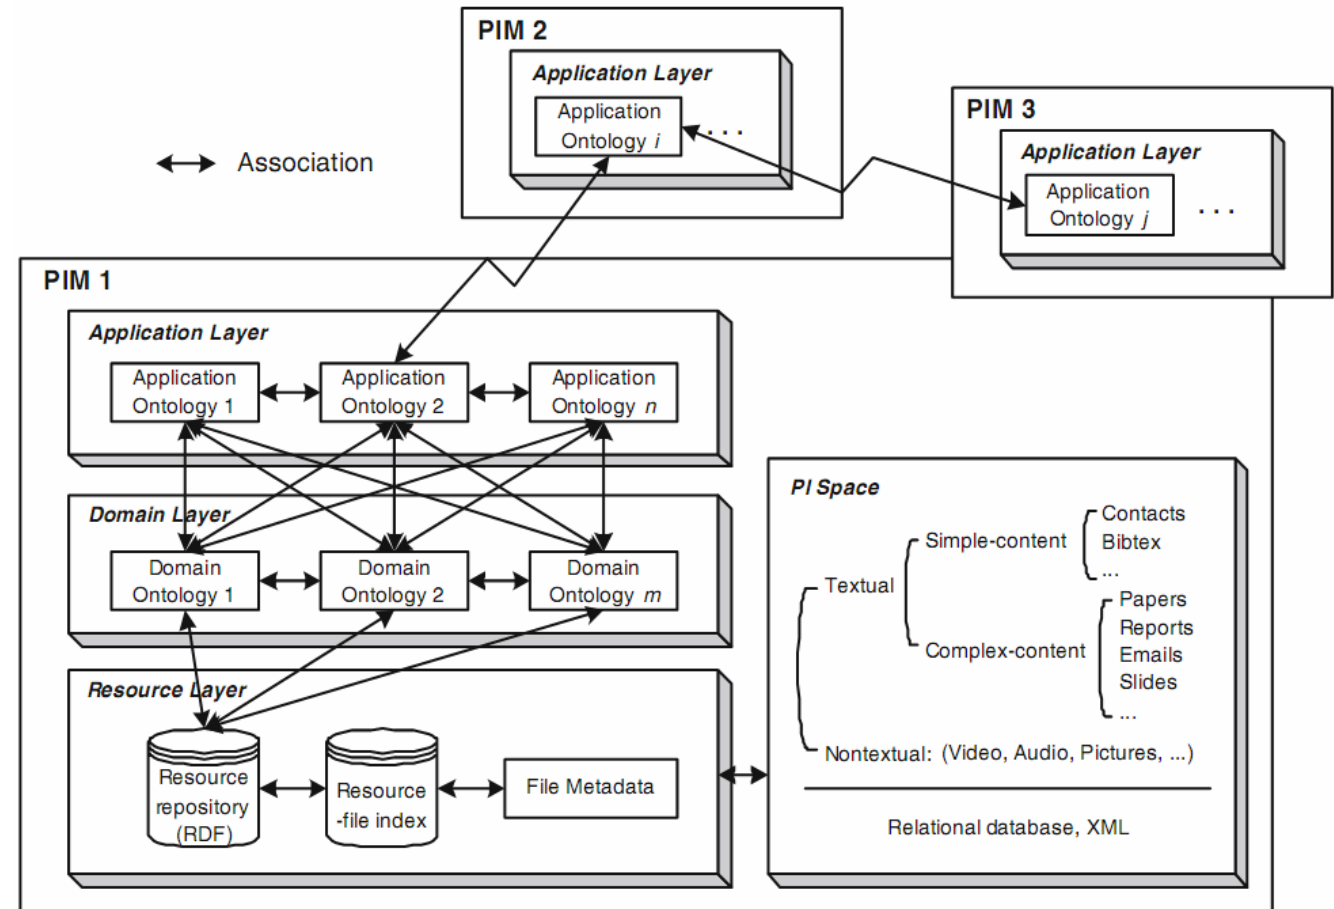 PIM 2
Application Layer
Application
Ontology i
. . .
PIM 3
Application Layer
Application
Ontology j
. . .
Association
PIM 1
Application Layer
Application
Ontology 1
Application
Ontology 2
Application
Ontology n
Domain Layer
Domain
Ontology 1
Domain
Ontology 2
Domain
Ontology m
Resource Layer
Resource
repository
(RDF)
Resource
-file index
File Metadata
PI Space
Textual
Simple-content
Contacts
Bibtex
...
Complex-content
Papers
Reports
Emails
Slides
...
Nontextual: (Video, Audio, Pictures, ...)
Relational database, XML